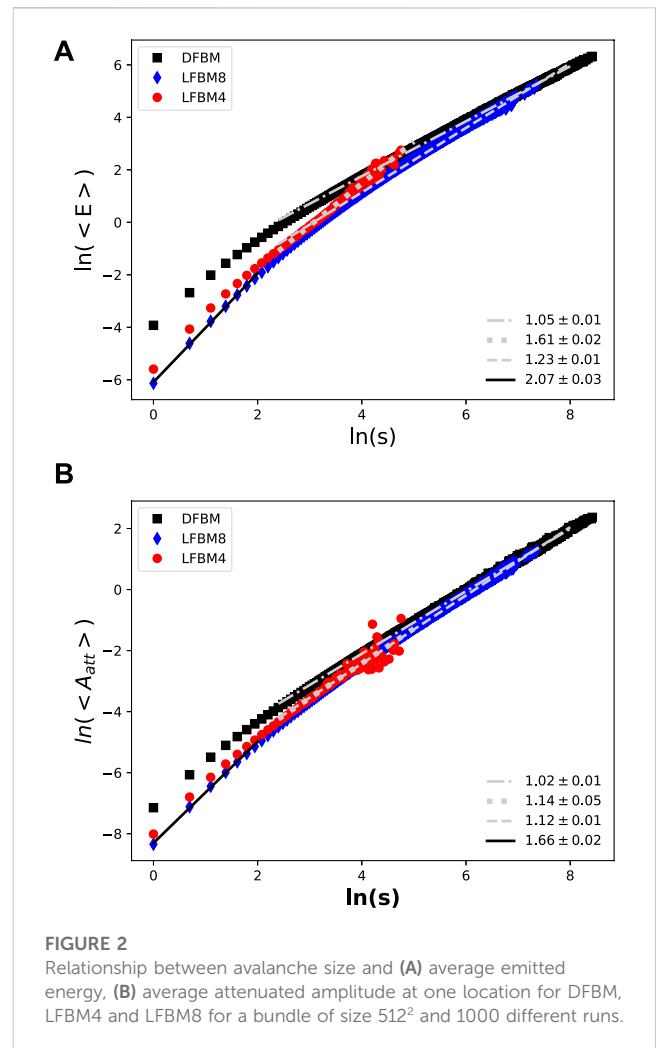 A
6
4
2
0
−2
−4
−6
ln( < E > )
DFBM
LFBM8
LFBM4
1.05 ± 0.01
1.61 ± 0.02
1.23 ± 0.01
2.07 ± 0.03
0 2 4 6 8
ln(s)
B
2
0
−2
−4
−6
−8
ln( < A_att > )
DFBM
LFBM8
LFBM4
1.02 ± 0.01
1.14 ± 0.05
1.12 ± 0.01
1.66 ± 0.02
0 2 4 6 8
ln(s)
FIGURE 2
Relationship between avalanche size and (A) average emitted
energy, (B) average attenuated amplitude at one location for DFBM,
LFBM4 and LFBM8 for a bundle of size 512² and 1000 different runs.